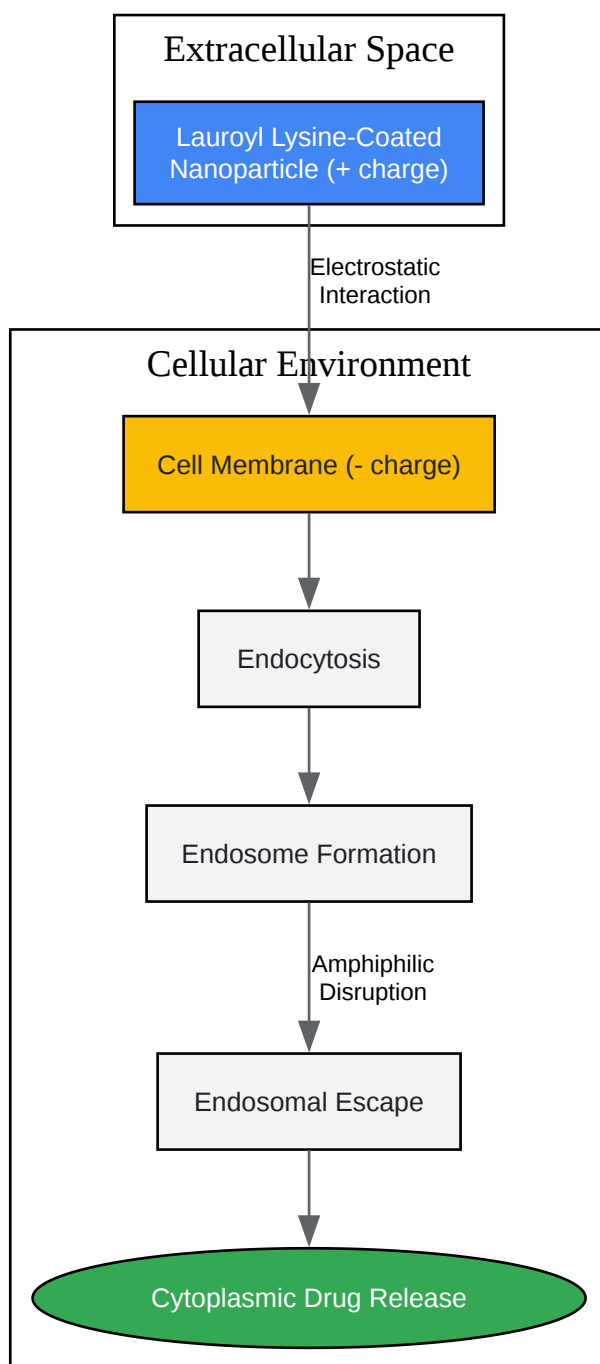 Extracellular Space
Lauroyl Lysine-Coated
Nanoparticle (+ charge)
Electrostatic
Interaction
Cellular Environment
Cell Membrane (- charge)
Endocytosis
Endosome Formation
Amphiphilic
Disruption
Endosomal Escape
Cytoplasmic Drug Release